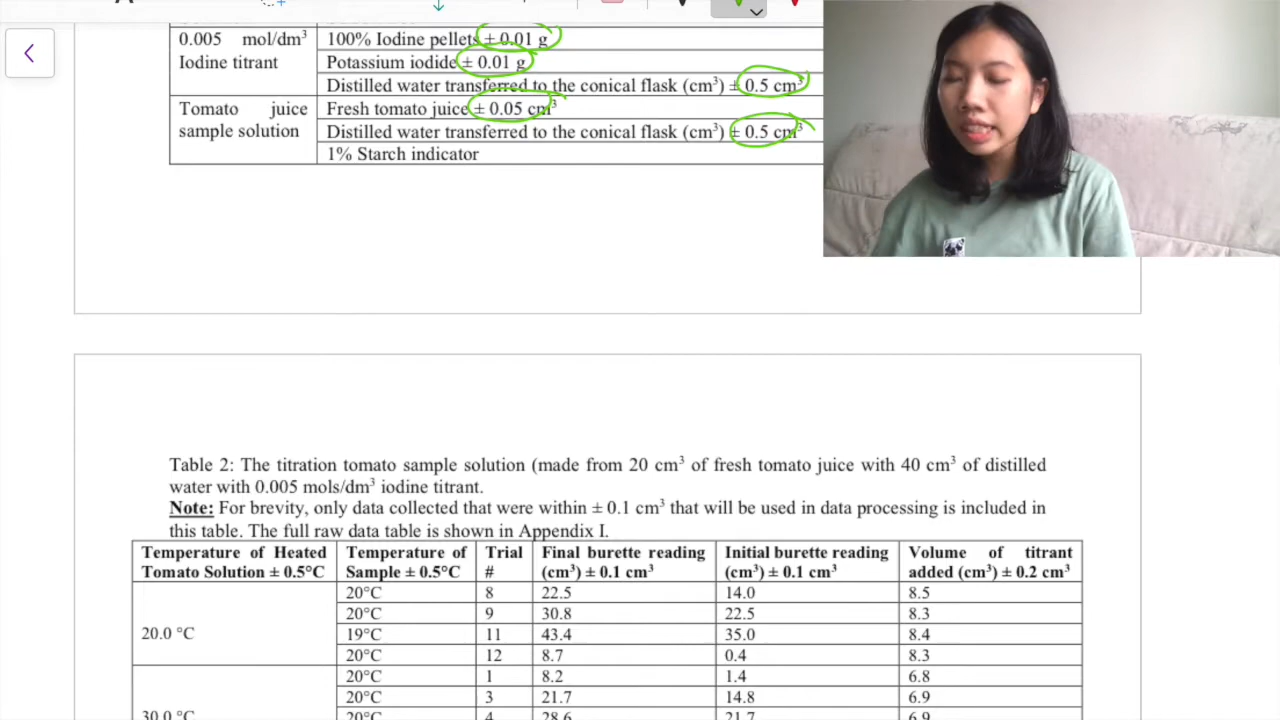 0.005 mol/dm³ 100% Iodine pellets ± 0.01 g
Iodine titrant Potassium iodide ± 0.01 g
Distilled water transferred to the conical flask (cm³) ± 0.5 cm³
Tomato juice Fresh tomato juice ± 0.05 cm³
sample solution Distilled water transferred to the conical flask (cm³) ± 0.5 cm³
1% Starch indicator
Table 2: The titration tomato sample solution (made from 20 cm³ of fresh tomato juice with 40 cm³ of distilled
water with 0.005 mols/dm³ iodine titrant.
Note: For brevity, only data collected that were within ± 0.1 cm³ that will be used in data processing is included in
this table. The full raw data table is shown in Appendix I.
Temperature of Heated Temperature of Trial Final burette reading Initial burette reading Volume of titrant
Tomato Solution ± 0.5°C Sample ± 0.5°C # (cm³) ± 0.1 cm³ (cm³) ± 0.1 cm³ added (cm³) ± 0.2 cm³
20°C 8 22.5 14.0 8.5
20°C 9 30.8 22.5 8.3
20.0 °C 19°C 11 43.4 35.0 8.4
20°C 12 8.7 0.4 8.3
20°C 1 8.2 1.4 6.8
20°C 3 21.7 14.8 6.9
30.0 °C 20°C 4 28.6 21.7 6.9